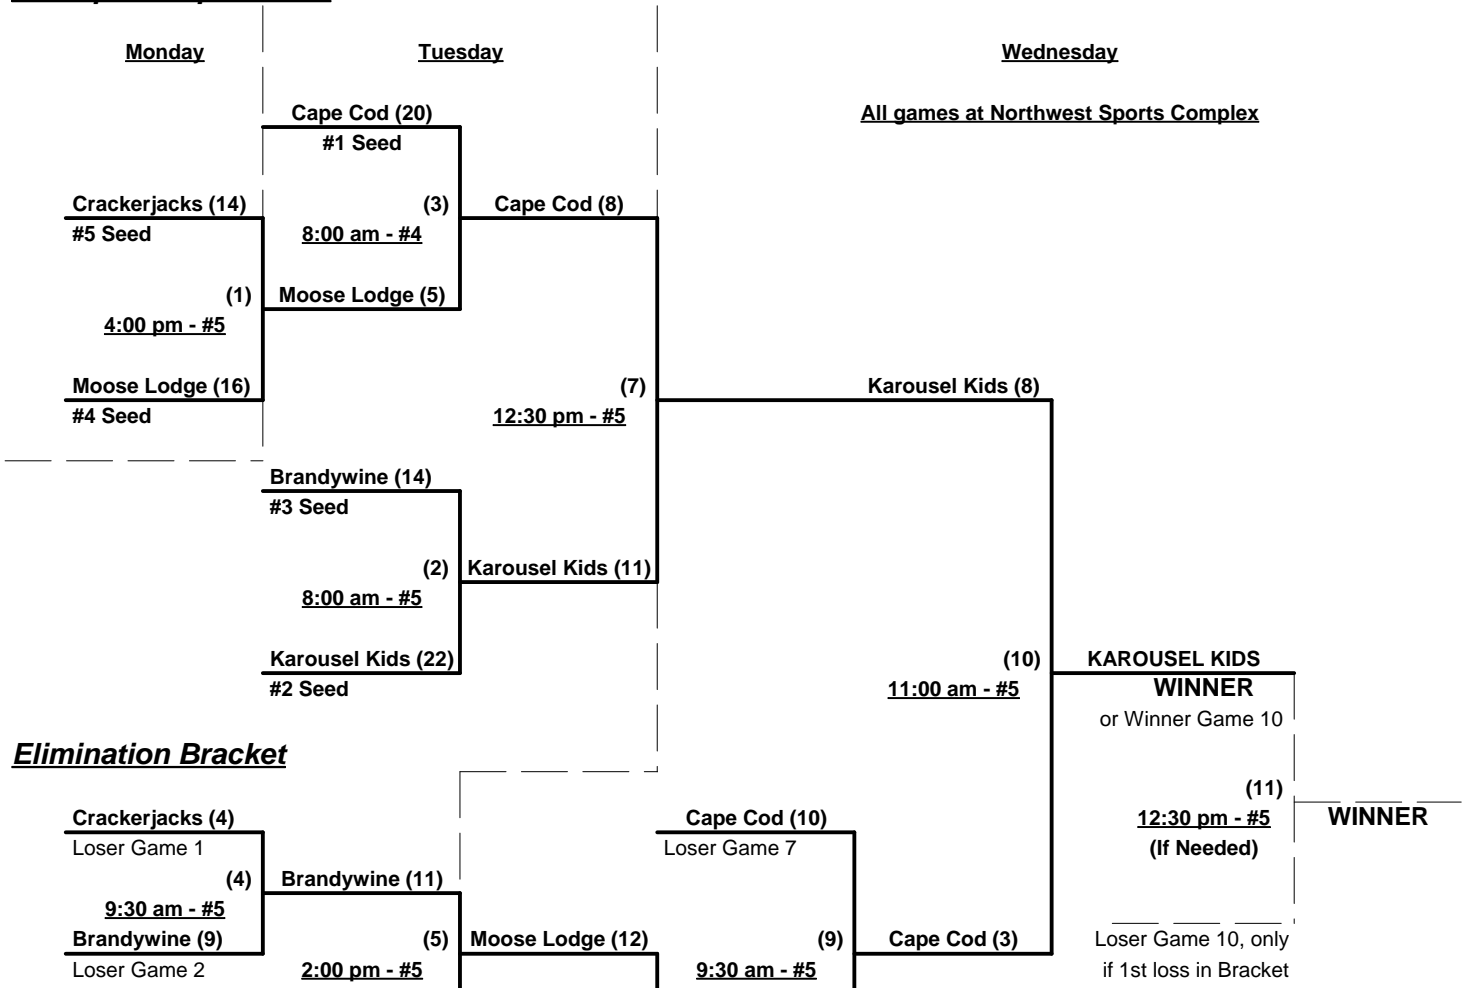 Monday
Tuesday
Wednesday
Cape Cod (20)
All games at Northwest Sports Complex
#1 Seed
Crackerjacks (14)
(3)
Cape Cod (8)
#5 Seed
8:00 am - #4
(1)
Moose Lodge (5)
4:00 pm - #5
Moose Lodge (16)
(7)
Karousel Kids (8)
#4 Seed
12:30 pm - #5
Brandywine (14)
#3 Seed
(2)
Karousel Kids (11)
8:00 am - #5
Karousel Kids (22)
(10)
KAROUSEL KIDS
#2 Seed
11:00 am - #5
WINNER
or Winner Game 10
Elimination Bracket
(11)
Crackerjacks (4)
Cape Cod (10)
12:30 pm - #5
WINNER
Loser Game 1
Loser Game 7
(If Needed)
(4)
Brandywine (11)
9:30 am - #5
Brandywine (9)
(5)
Moose Lodge (12)
(9)
Cape Cod (3)
Loser Game 10, only
Loser Game 2
2:00 pm - #5
9:30 am - #5
if 1st loss in Bracket